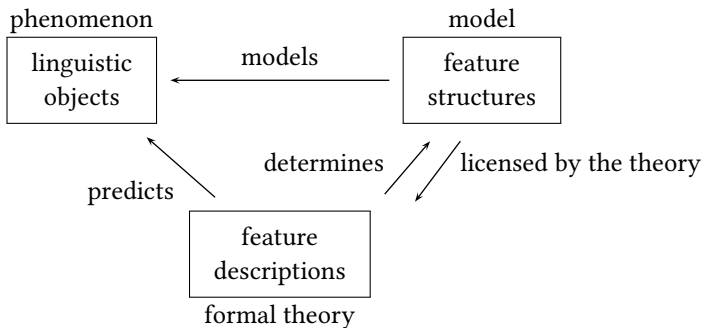 phenomenon
model
linguistic
objects
models
feature
structures
determines
licensed by the theory
predicts
feature
descriptions
formal theory